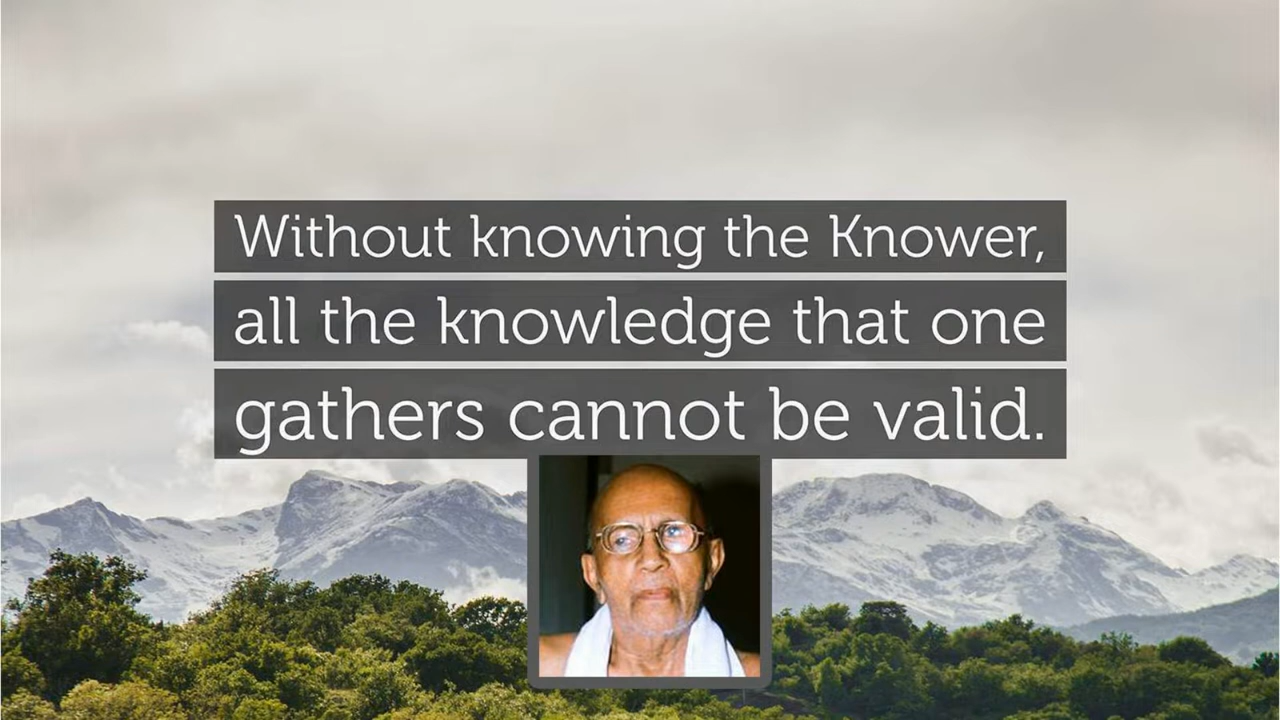 Without knowing the Knower,
all the knowledge that one
gathers cannot be valid.